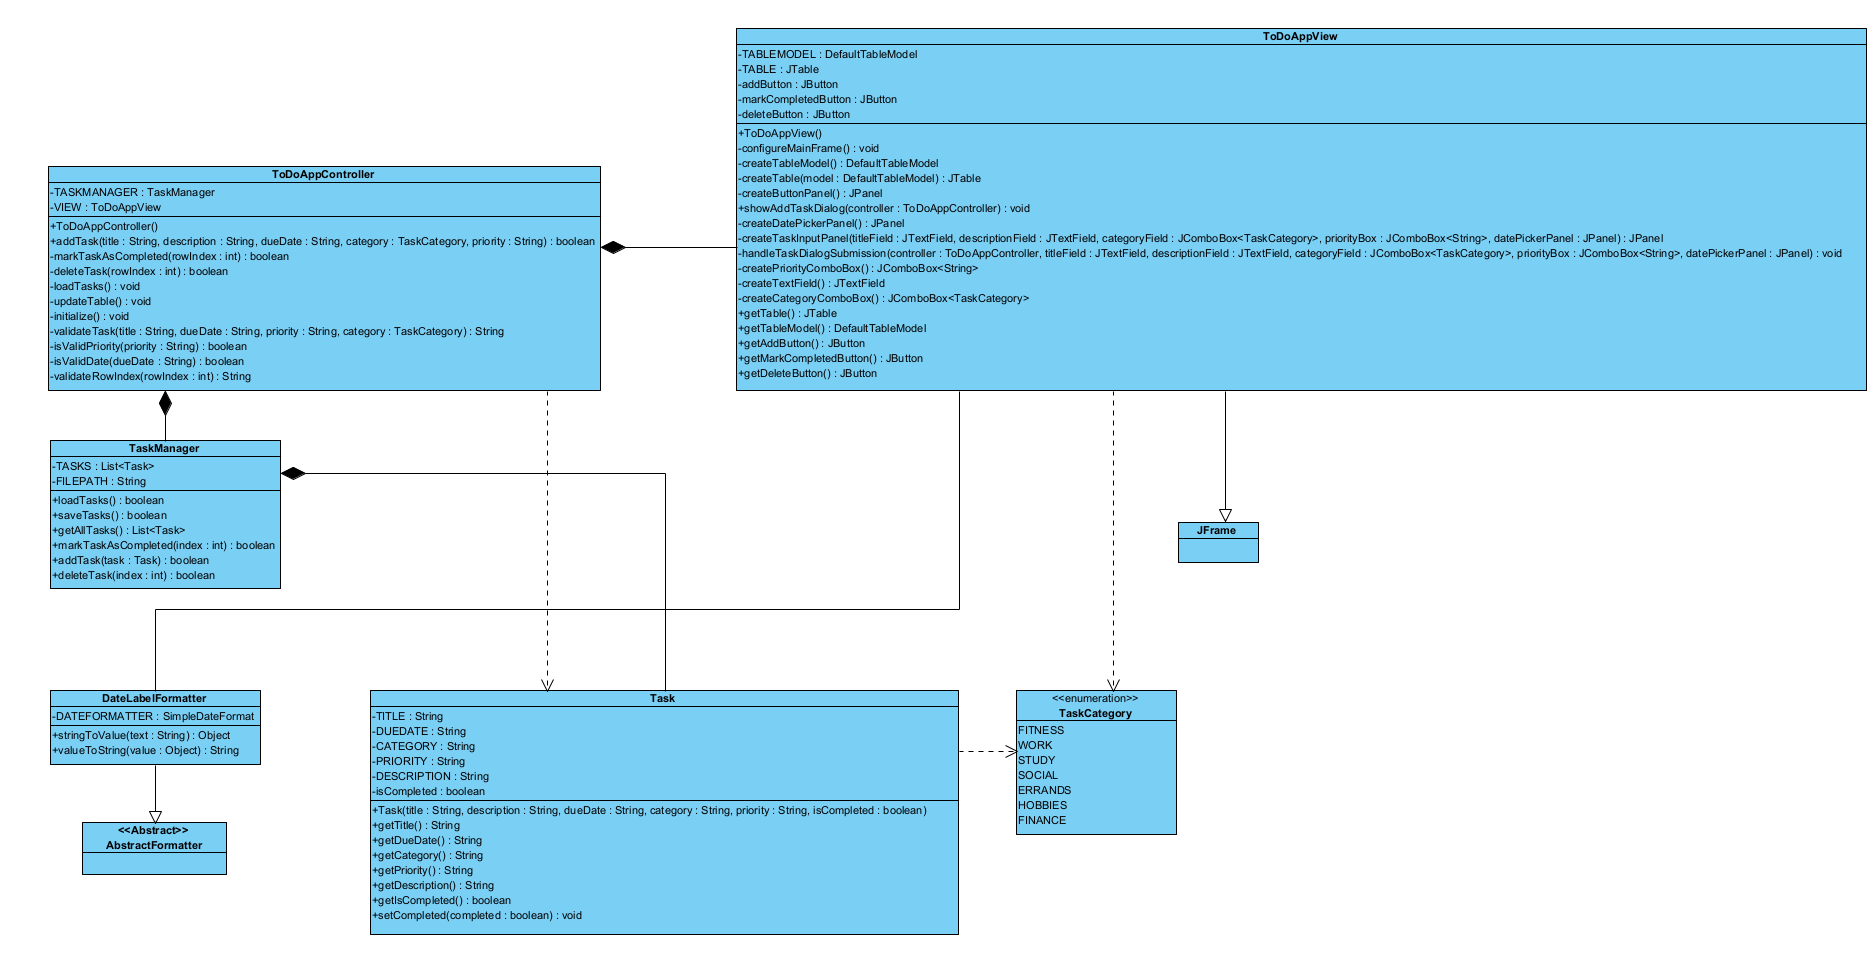 ToDoAppView
-TABLEMODEL : DefaultTableModel
-TABLE : JTable
-addButton : JButton
-markCompletedButton : JButton
-deleteButton : JButton
+ToDoAppView()
-configureMainFrame() : void
-createTableModel() : DefaultTableModel
-createTable(model : DefaultTableModel) : JTable
-createButtonPanel() : JPanel
+showAddTaskDialog(controller : ToDoAppController) : void
-createDatePickerPanel() : JPanel
-createTaskInputPanel(titleField : JTextField, descriptionField : JTextField, categoryField : JComboBox<TaskCategory>, priorityBox : JComboBox<String>, datePickerPanel : JPanel) : JPanel
-handleTaskDialogSubmission(controller : ToDoAppController, titleField : JTextField, descriptionField : JTextField, categoryField : JComboBox<TaskCategory>, priorityBox : JComboBox<String>, datePickerPanel : JPanel) : void
-createPriorityComboBox() : JComboBox<String>
-createTextField() : JTextField
-createCategoryComboBox() : JComboBox<TaskCategory>
+getTable() : JTable
+getTableModel() : DefaultTableModel
+getAddButton() : JButton
+getMarkCompletedButton() : JButton
+getDeleteButton() : JButton
ToDoAppController
-TASKMANAGER : TaskManager
-VIEW : ToDoAppView
+ToDoAppController()
+addTask(title : String, description : String, dueDate : String, category : TaskCategory, priority : String) : boolean
-markTaskAsCompleted(rowIndex : int) : boolean
-deleteTask(rowIndex : int) : boolean
-loadTasks() : void
-updateTable() : void
-initialize() : void
-validateTask(title : String, dueDate : String, priority : String, category : TaskCategory) : String
-isValidPriority(priority : String) : boolean
-isValidDate(dueDate : String) : boolean
-validateRowIndex(rowIndex : int) : String
TaskManager
-TASKS : List<Task>
-FILEPATH : String
+loadTasks() : boolean
+saveTasks() : boolean
+getAllTasks() : List<Task>
+markTaskAsCompleted(index : int) : boolean
+addTask(task : Task) : boolean
+deleteTask(index : int) : boolean
JFrame
DateLabelFormatter
-DATEFORMATTER : SimpleDateFormat
+stringToValue(text : String) : Object
+valueToString(value : Object) : String
<<Abstract>>
AbstractFormatter
Task
-TITLE : String
-DUEDATE : String
-CATEGORY : String
-PRIORITY : String
-DESCRIPTION : String
-isCompleted : boolean
+Task(title : String, description : String, dueDate : String, category : String, priority : String, isCompleted : boolean)
+getTitle() : String
+getDueDate() : String
+getCategory() : String
+getPriority() : String
+getDescription() : String
+getIsCompleted() : boolean
+setCompleted(completed : boolean) : void
<<enumeration>>
TaskCategory
FITNESS
WORK
STUDY
SOCIAL
ERRANDS
HOBBIES
FINANCE